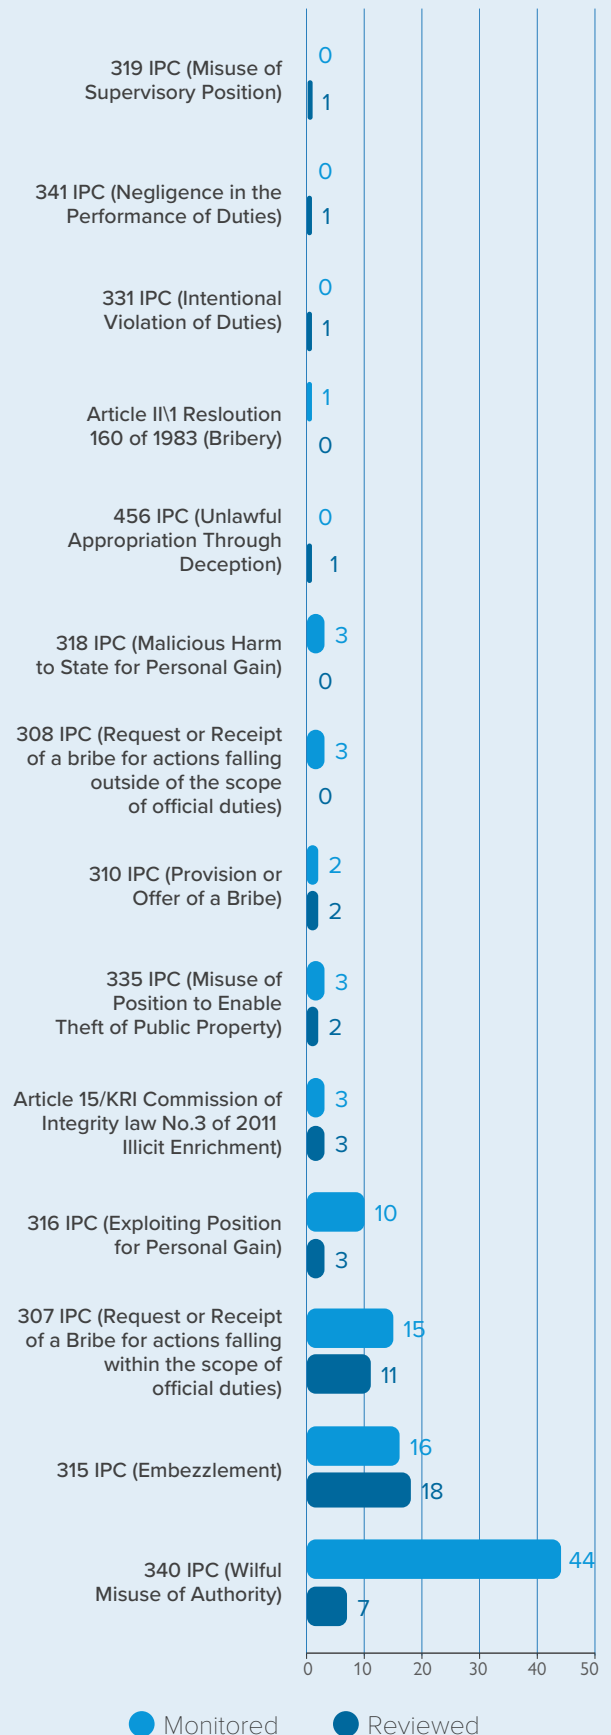 319 IPC (Misuse of
Supervisory Position)
0
1
341 IPC (Negligence in the
Performance of Duties)
0
1
331 IPC (Intentional
Violation of Duties)
0
1
Article II\1 Resloution
160 of 1983 (Bribery)
1
0
456 IPC (Unlawful
Appropriation Through
Deception)
0
1
318 IPC (Malicious Harm
to State for Personal Gain)
3
0
308 IPC (Request or Receipt
of a bribe for actions falling
outside of the scope
of official duties)
3
0
310 IPC (Provision or
Offer of a Bribe)
2
2
335 IPC (Misuse of
Position to Enable
Theft of Public Property)
3
2
Article 15/KRI Commission of
Integrity law No.3 of 2011
Illicit Enrichment)
3
3
316 IPC (Exploiting Position
for Personal Gain)
10
3
307 IPC (Request or Receipt
of a Bribe for actions falling
within the scope of
official duties)
15
11
315 IPC (Embezzlement)
16
18
340 IPC (Wilful
Misuse of Authority)
44
7
0 10 20 30 40 50
Monitored Reviewed